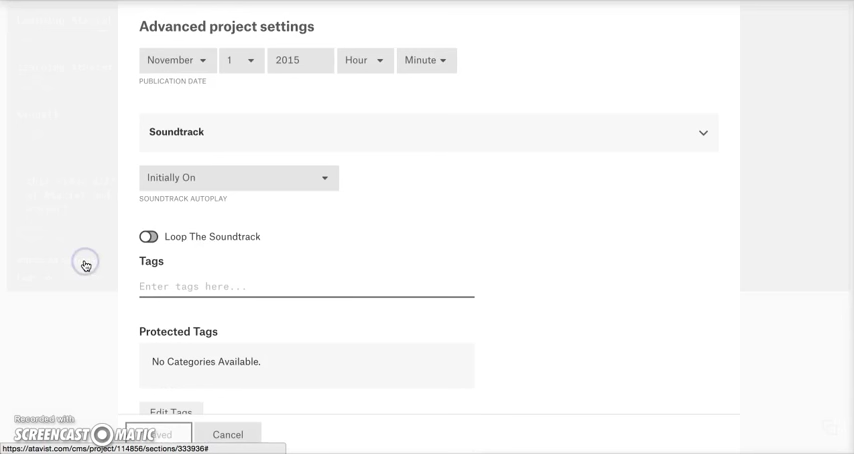 Advanced project settings
November 1 2015 Hour Minute
PUBLICATION DATE
Soundtrack
Initially On
SOUNDTRACK AUTOPLAY
Loop The Soundtrack
Tags
Enter tags here...
Protected Tags
No Categories Available.
Edit Tags
Recorded with
SCREENCAST MATIC
Cancel
https://atavist.com/cms/project/114856/sections/333936#